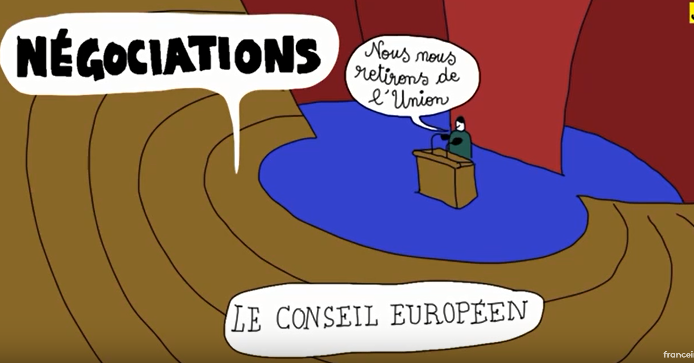 NÉGOCIATIONS
Nous nous
retirons de
l'Union
LE CONSEIL EUROPÉEN
francei